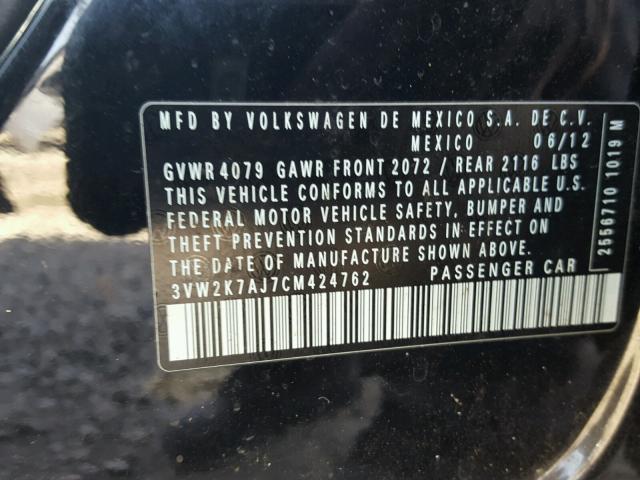 MFD BY VOLKSWAGEN DE MEXICO S.A. DE C.V.
MEXICO 06/12
GVWR 4079 GAWR FRONT 2072 / REAR 2116 LBS
THIS VEHICLE CONFORMS TO ALL APPLICABLE U.S.
FEDERAL MOTOR VEHICLE SAFETY, BUMPER AND
THEFT PREVENTION STANDARDS IN EFFECT ON
THE DATE OF MANUFACTURE SHOWN ABOVE.
3VW2K7AJ7CM424762 PASSENGER CAR
2556710 1019 M